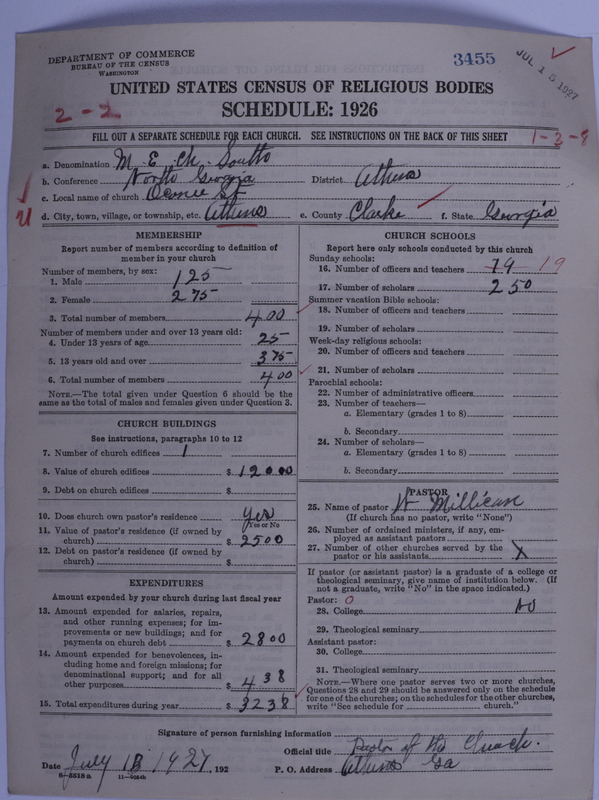 DEPARTMENT OF COMMERCE
BUREAU OF THE CENSUS
WASHINGTON
3455
JUL 15 1927
UNITED STATES CENSUS OF RELIGIOUS BODIES
SCHEDULE: 1926
2-2
FILL OUT A SEPARATE SCHEDULE FOR EACH CHURCH. SEE INSTRUCTIONS ON THE BACK OF THIS SHEET
1-2-8
a. Denomination M. E. Ch. South
b. Conference North Georgia District Athens
c. Local name of church Oconee St
d. City, town, village, or township, etc. Athens e. County Clarke f. State Georgia
MEMBERSHIP
Report number of members according to definition of member in your church
Number of members, by sex:
1. Male 125
2. Female 275
3. Total number of members 400
Number of members under and over 13 years old:
4. Under 13 years of age 25
5. 13 years old and over 375
6. Total number of members 400
NOTE.—The total given under Question 6 should be the same as the total of males and females given under Question 3.
CHURCH BUILDINGS
See instructions, paragraphs 10 to 12
7. Number of church edifices 1
8. Value of church edifices $ 12000
9. Debt on church edifices $
10. Does church own pastor's residence yes
Yes or No
11. Value of pastor's residence (if owned by church) $ 2500
12. Debt on pastor's residence (if owned by church) $
EXPENDITURES
Amount expended by your church during last fiscal year
13. Amount expended for salaries, repairs, and other running expenses; for improvements or new buildings; and for payments on church debt $ 2800
14. Amount expended for benevolences, including home and foreign missions; for denominational support; and for all other purposes $ 438
15. Total expenditures during year $ 3238
CHURCH SCHOOLS
Report here only schools conducted by this church
Sunday schools:
16. Number of officers and teachers 19 19
17. Number of scholars 250
Summer vacation Bible schools:
18. Number of officers and teachers
19. Number of scholars
Week-day religious schools:
20. Number of officers and teachers
21. Number of scholars
Parochial schools:
22. Number of administrative officers
23. Number of teachers—
a. Elementary (grades 1 to 8)
b. Secondary
24. Number of scholars—
a. Elementary (grades 1 to 8)
b. Secondary
PASTOR
25. Name of pastor Millican
(If church has no pastor, write "None")
26. Number of ordained ministers, if any, employed as assistant pastors
27. Number of other churches served by the pastor or his assistants X
If pastor (or assistant pastor) is a graduate of a college or theological seminary, give name of institution below. (If not a graduate, write "No" in the space indicated.)
Pastor: 0
28. College No
29. Theological seminary
Assistant pastor:
30. College
31. Theological seminary
NOTE.—Where one pastor serves two or more churches, Questions 28 and 29 should be answered only on the schedule for one of the churches; on the schedules for the other churches, write "See schedule for church."
Signature of person furnishing information
Official title Pastor of the Church.
Date July 13 1927, 192 P. O. Address Athens Ga